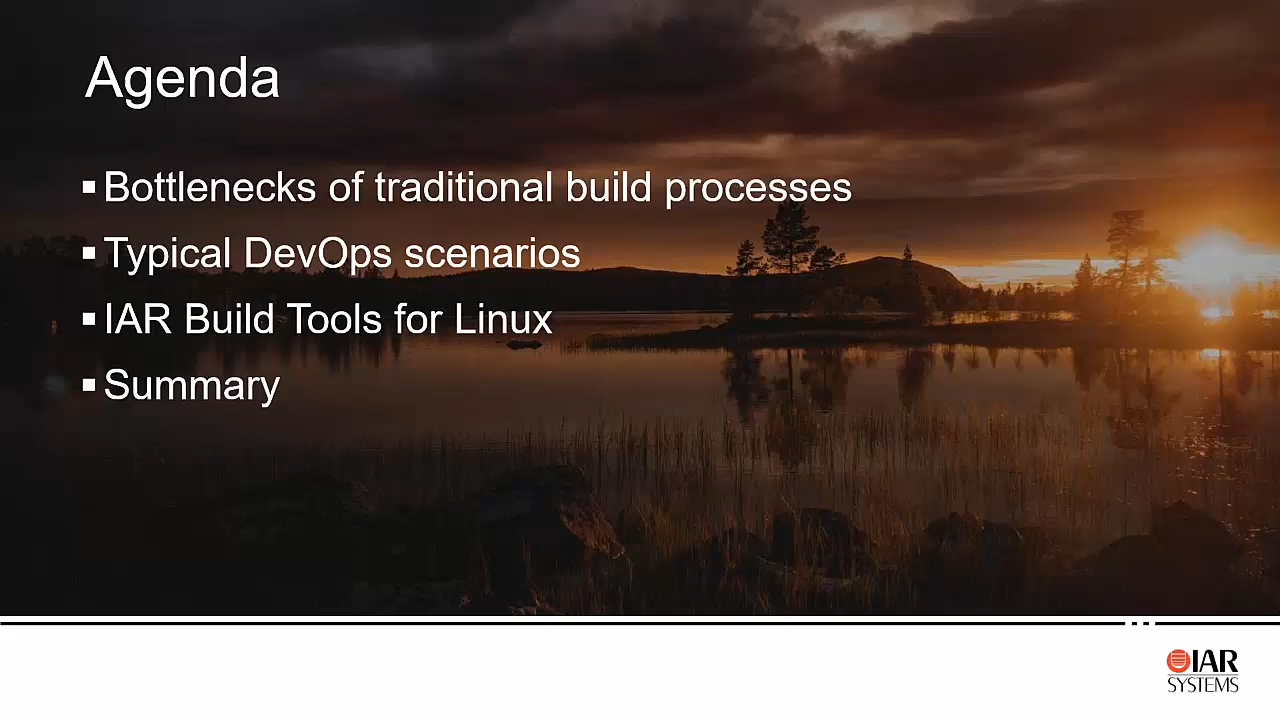 Agenda
▪Bottlenecks of traditional build processes
▪Typical DevOps scenarios
▪IAR Build Tools for Linux
▪Summary
IAR
SYSTEMS